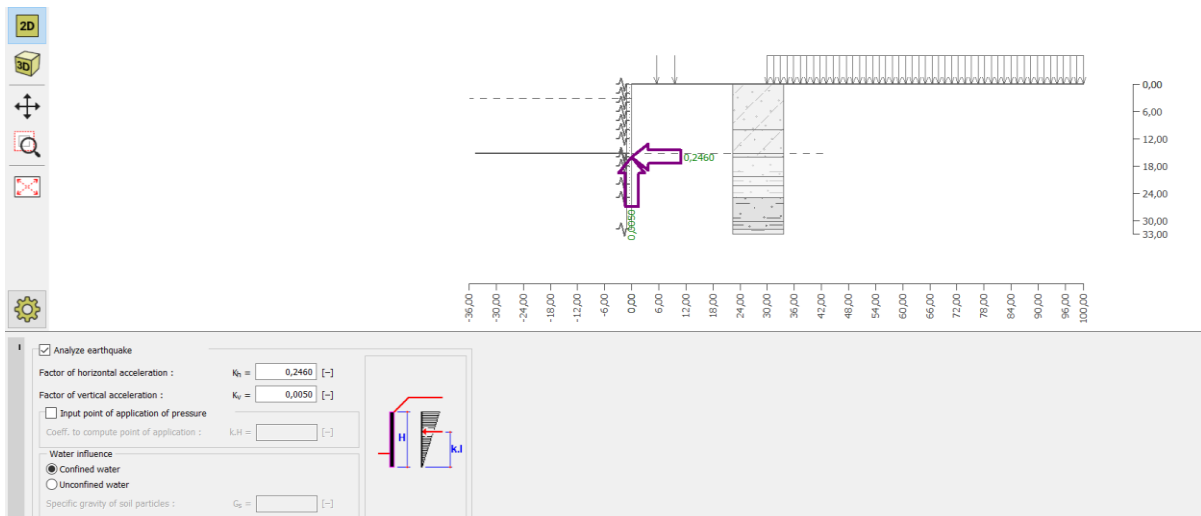 2D
3D
0,00
6,00
12,00
18,00
24,00
30,00
33,00
0,2460
0,0050
-36,00
-30,00
-24,00
-18,00
-12,00
-6,00
0,00
6,00
12,00
18,00
24,00
30,00
36,00
42,00
48,00
54,00
60,00
66,00
72,00
78,00
84,00
90,00
96,00
100,00
Analyze earthquake
Factor of horizontal acceleration : Kh = 0,2460 [–]
Factor of vertical acceleration : Kv = 0,0050 [–]
Input point of application of pressure
Coeff. to compute point of application : k.H = [–]
Water influence
Confined water
Unconfined water
Specific gravity of soil particles : Gs = [–]
H
k.I